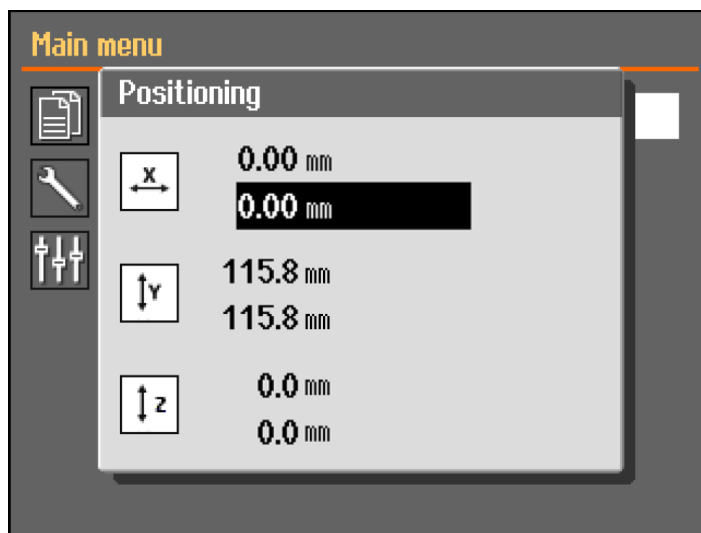 Main menu
Positioning
X
0.00 mm
0.00 mm
Y
115.8 mm
115.8 mm
Z
0.0 mm
0.0 mm